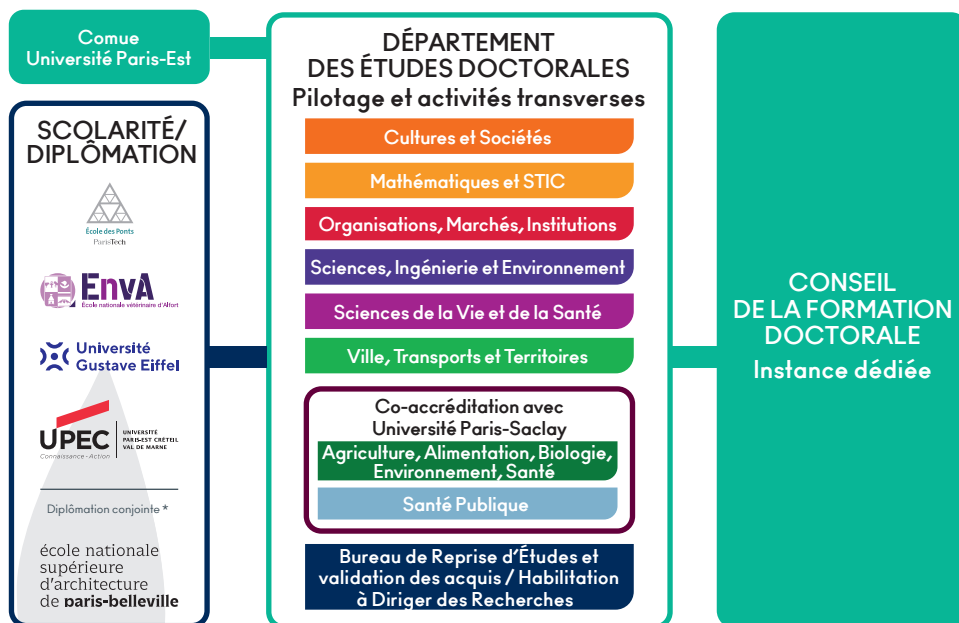 Comue
Université Paris-Est
SCOLARITÉ/
DIPLÔMATION
École des Ponts
ParisTech
EnvA
École nationale vétérinaire d'Alfort
Université
Gustave Eiffel
UPEC
Connaissance - Action
UNIVERSITÉ
PARIS-EST CRÉTEIL
VAL DE MARNE
Diplômation conjointe *
école nationale
supérieure
d'architecture
de paris-belleville
DÉPARTEMENT
DES ÉTUDES DOCTORALES
Pilotage et activités transverses
Cultures et Sociétés
Mathématiques et STIC
Organisations, Marchés, Institutions
Sciences, Ingénierie et Environnement
Sciences de la Vie et de la Santé
Ville, Transports et Territoires
Co-accréditation avec
Université Paris-Saclay
Agriculture, Alimentation, Biologie,
Environnement, Santé
Santé Publique
Bureau de Reprise d'Études et
validation des acquis / Habilitation
à Diriger des Recherches
CONSEIL
DE LA FORMATION
DOCTORALE
Instance dédiée